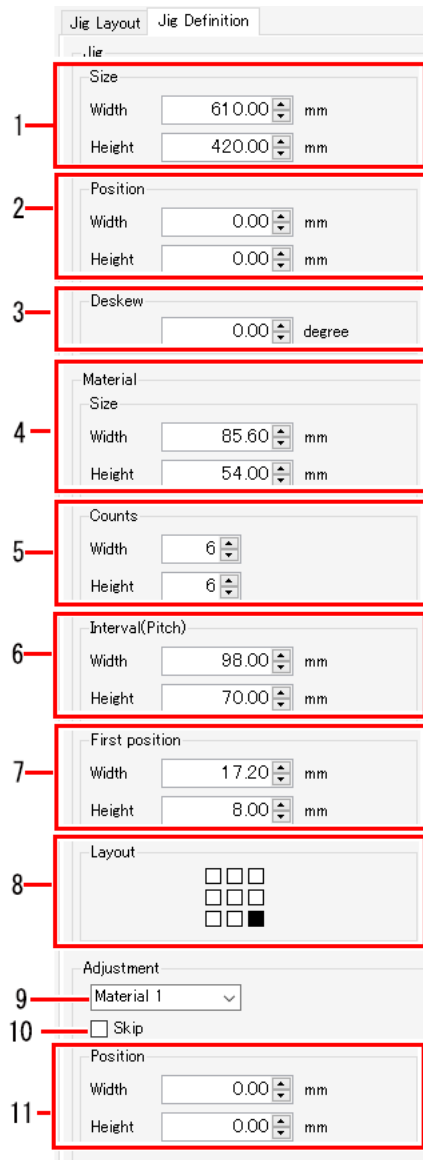 Jig Layout Jig Definition
Jig
Size
1
Width 610.00 mm
Height 420.00 mm
Position
2
Width 0.00 mm
Height 0.00 mm
Deskew
3
0.00 degree
Material
Size
4
Width 85.60 mm
Height 54.00 mm
Counts
5
Width 6
Height 6
Interval(Pitch)
6
Width 98.00 mm
Height 70.00 mm
First position
7
Width 17.20 mm
Height 8.00 mm
Layout
8
Adjustment
9 Material 1
10 Skip
Position
Width 0.00 mm
11
Height 0.00 mm